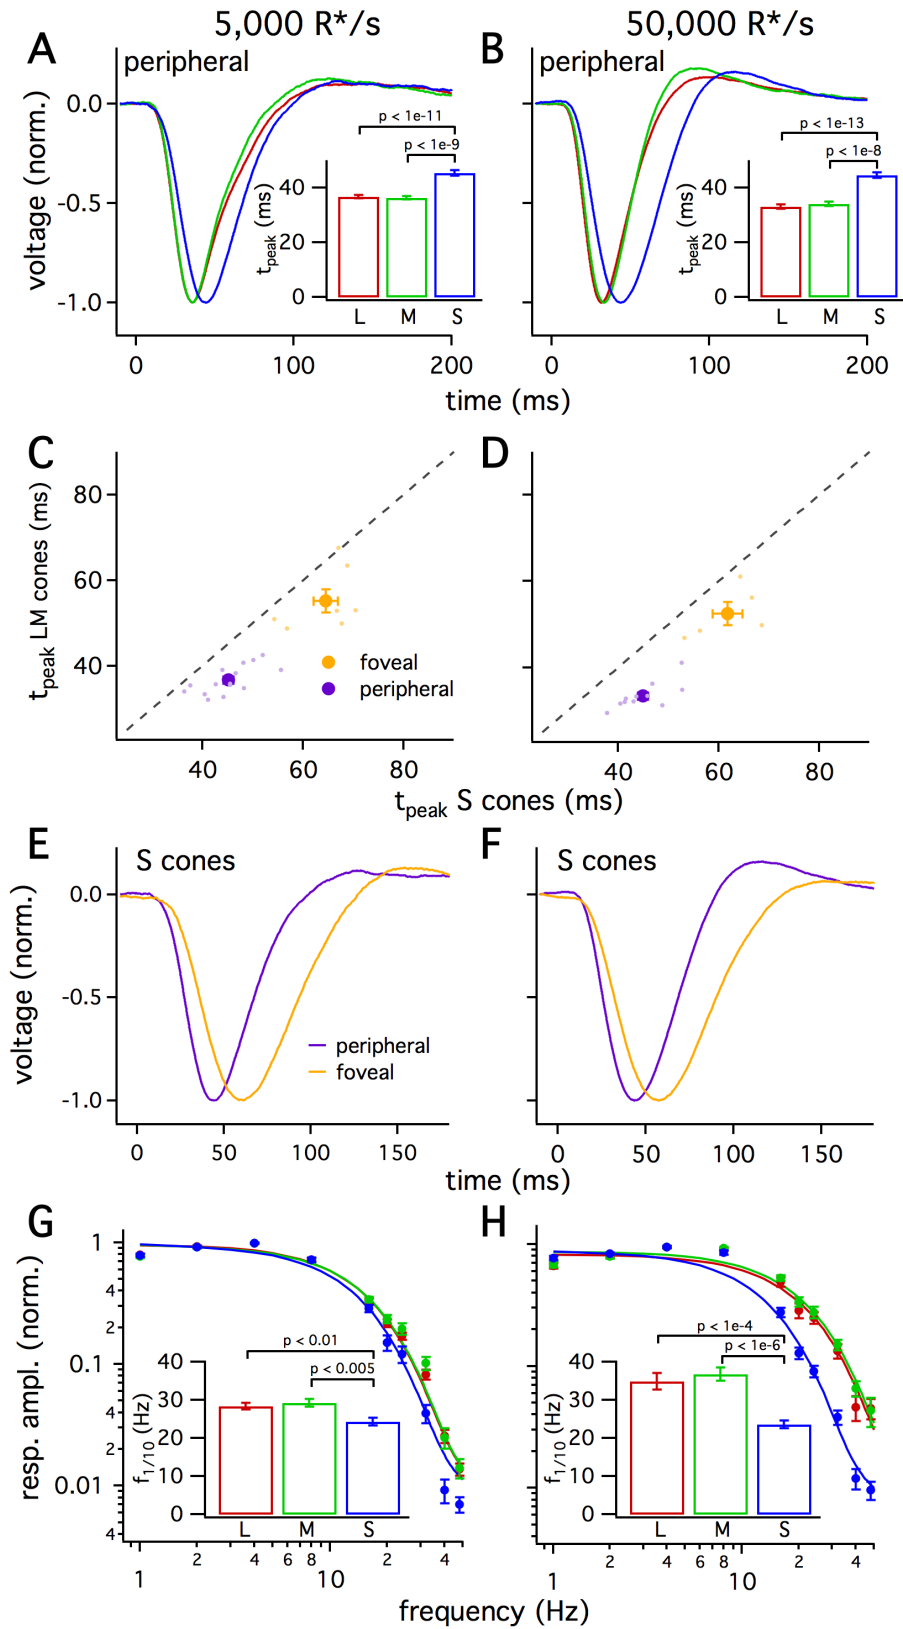 5,000 R*/s
50,000 R*/s
A
peripheral
B
peripheral
voltage (norm.)
0.0
-0.5
-1.0
p < 1e-11
p < 1e-9
t_peak (ms)
40
20
0
L M S
p < 1e-13
p < 1e-8
t_peak (ms)
40
20
0
L M S
0 100 200
0 100 200
time (ms)
C
D
t_peak LM cones (ms)
80
60
40
foveal
peripheral
40 60 80
40 60 80
t_peak S cones (ms)
E
S cones
F
S cones
voltage (norm.)
0.0
-0.5
-1.0
peripheral
foveal
0 50 100 150
0 50 100 150
time (ms)
G
H
resp. ampl. (norm.)
1
4
2
0.1
4
2
0.01
4
p < 0.01
p < 0.005
f_1/10 (Hz)
40
30
20
10
0
L M S
p < 1e-4
p < 1e-6
f_1/10 (Hz)
40
30
20
10
0
L M S
1 2 4 6 8 10 2 4
1 2 4 6 8 10 2 4
frequency (Hz)